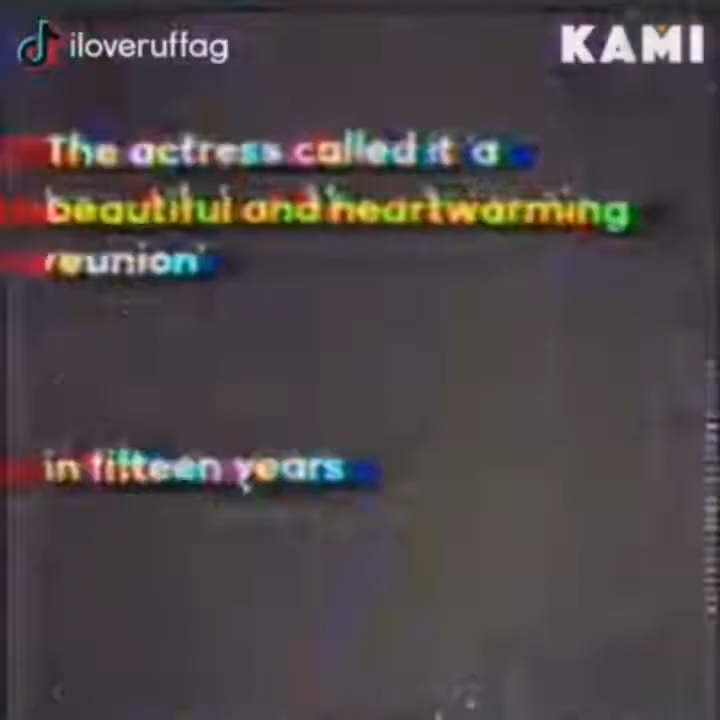 iloveruffag
KAMI
The actress called it 'a
beautiful and heartwarming
reunion'
in fifteen years